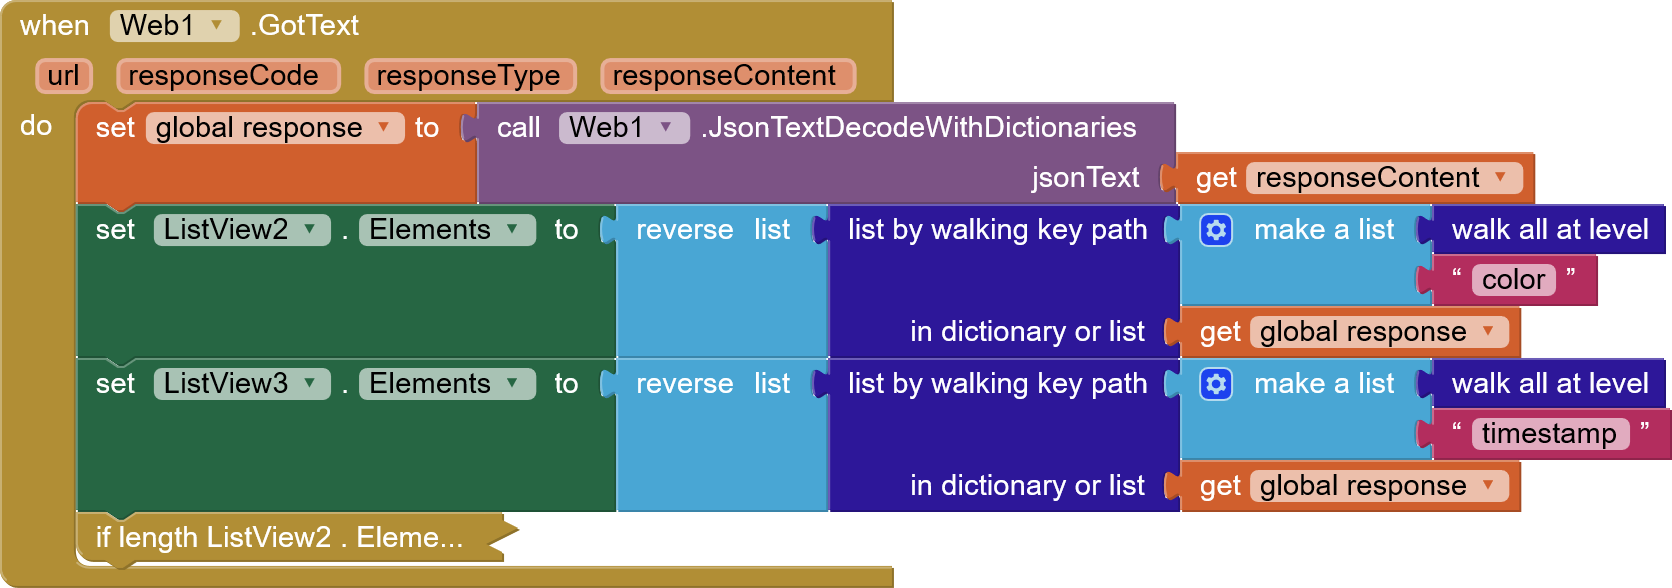 when Web1 .GotText
url responseCode responseType responseContent
do set global response to call Web1 .JsonTextDecodeWithDictionaries
jsonText get responseContent
set ListView2 . Elements to reverse list list by walking key path make a list walk all at level
“ color ”
in dictionary or list get global response
set ListView3 . Elements to reverse list list by walking key path make a list walk all at level
“ timestamp ”
in dictionary or list get global response
if length ListView2 . Eleme...